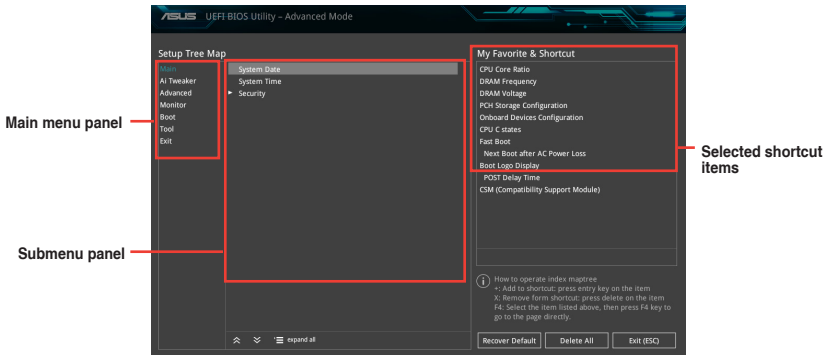 ASUS UEFI BIOS Utility – Advanced Mode
Setup Tree Map
Main
Ai Tweaker
Advanced
Monitor
Boot
Tool
Exit
System Date
System Time
Security
expand all
My Favorite & Shortcut
CPU Core Ratio
DRAM Frequency
DRAM Voltage
PCH Storage Configuration
Onboard Devices Configuration
CPU C states
Fast Boot
Next Boot after AC Power Loss
Boot Logo Display
POST Delay Time
CSM (Compatibility Support Module)
How to operate index maptree
+: Add to shortcut: press entry key on the item
X: Remove form shortcut: press delete on the item
F4: Select the item listed above, then press F4 key to
go to the page directly.
Recover Default
Delete All
Exit (ESC)
Main menu panel
Submenu panel
Selected shortcut
items